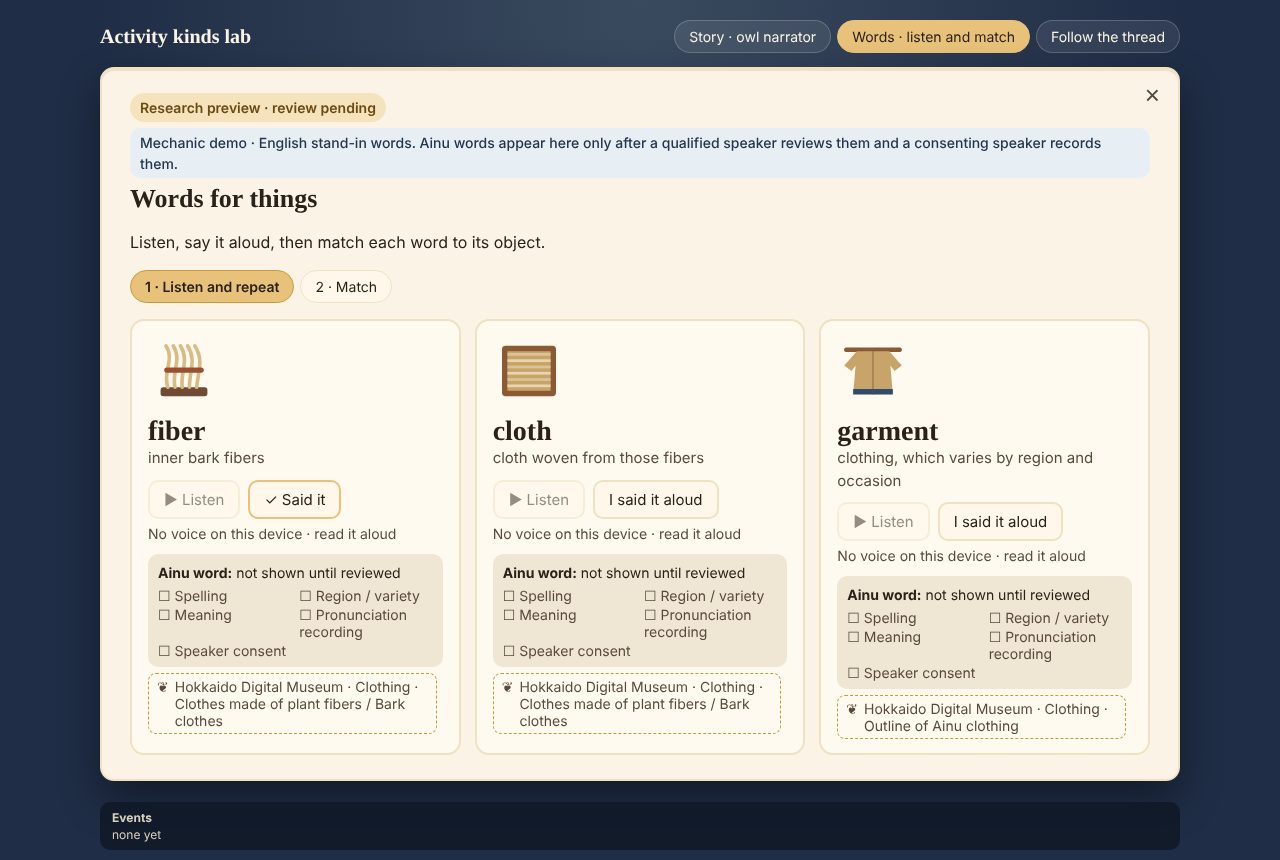 Activity kinds lab
Story · owl narrator
Words · listen and match
Follow the thread
✕
Research preview · review pending
Mechanic demo · English stand-in words. Ainu words appear here only after a qualified speaker reviews them and a consenting speaker records
them.
Words for things
Listen, say it aloud, then match each word to its object.
1 · Listen and repeat
2 · Match
fiber
inner bark fibers
▶ Listen
✓ Said it
No voice on this device · read it aloud
Ainu word: not shown until reviewed
☐ Spelling
☐ Region / variety
☐ Meaning
☐ Pronunciation
recording
☐ Speaker consent
❦ Hokkaido Digital Museum · Clothing ·
Clothes made of plant fibers / Bark
clothes
cloth
cloth woven from those fibers
▶ Listen
I said it aloud
No voice on this device · read it aloud
Ainu word: not shown until reviewed
☐ Spelling
☐ Region / variety
☐ Meaning
☐ Pronunciation
recording
☐ Speaker consent
❦ Hokkaido Digital Museum · Clothing ·
Clothes made of plant fibers / Bark
clothes
garment
clothing, which varies by region and
occasion
▶ Listen
I said it aloud
No voice on this device · read it aloud
Ainu word: not shown until reviewed
☐ Spelling
☐ Region / variety
☐ Meaning
☐ Pronunciation
recording
☐ Speaker consent
❦ Hokkaido Digital Museum · Clothing ·
Outline of Ainu clothing
Events
none yet